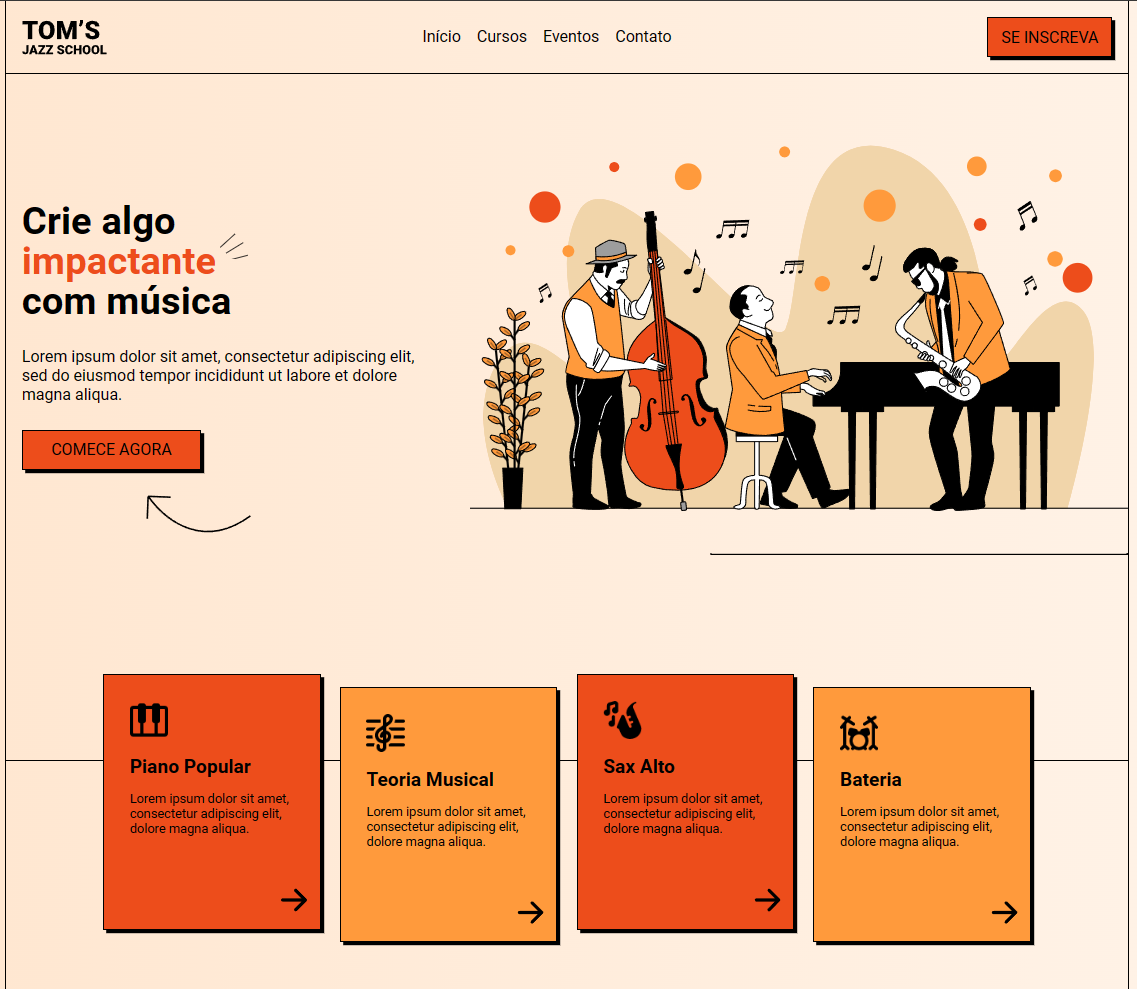 TOM'S
JAZZ SCHOOL
Início Cursos Eventos Contato
SE INSCREVA
Crie algo
impactante
com música
Lorem ipsum dolor sit amet, consectetur adipiscing elit,
sed do eiusmod tempor incididunt ut labore et dolore
magna aliqua.
COMECE AGORA
Piano Popular
Lorem ipsum dolor sit amet,
consectetur adipiscing elit,
dolore magna aliqua.
Teoria Musical
Lorem ipsum dolor sit amet,
consectetur adipiscing elit,
dolore magna aliqua.
Sax Alto
Lorem ipsum dolor sit amet,
consectetur adipiscing elit,
dolore magna aliqua.
Bateria
Lorem ipsum dolor sit amet,
consectetur adipiscing elit,
dolore magna aliqua.